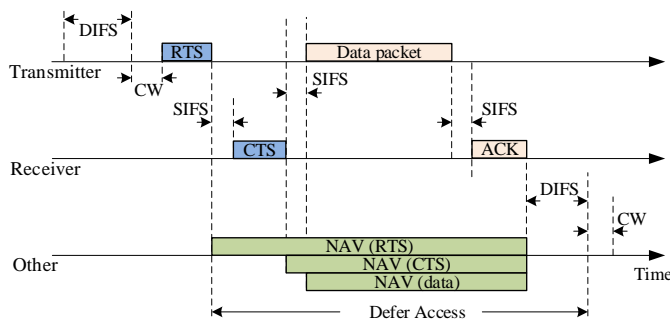 DIFS
RTS
Data packet
Transmitter
CW
SIFS
SIFS
SIFS
CTS
ACK
Receiver
DIFS
CW
NAV (RTS)
NAV (CTS)
NAV (data)
Other
Time
Defer Access